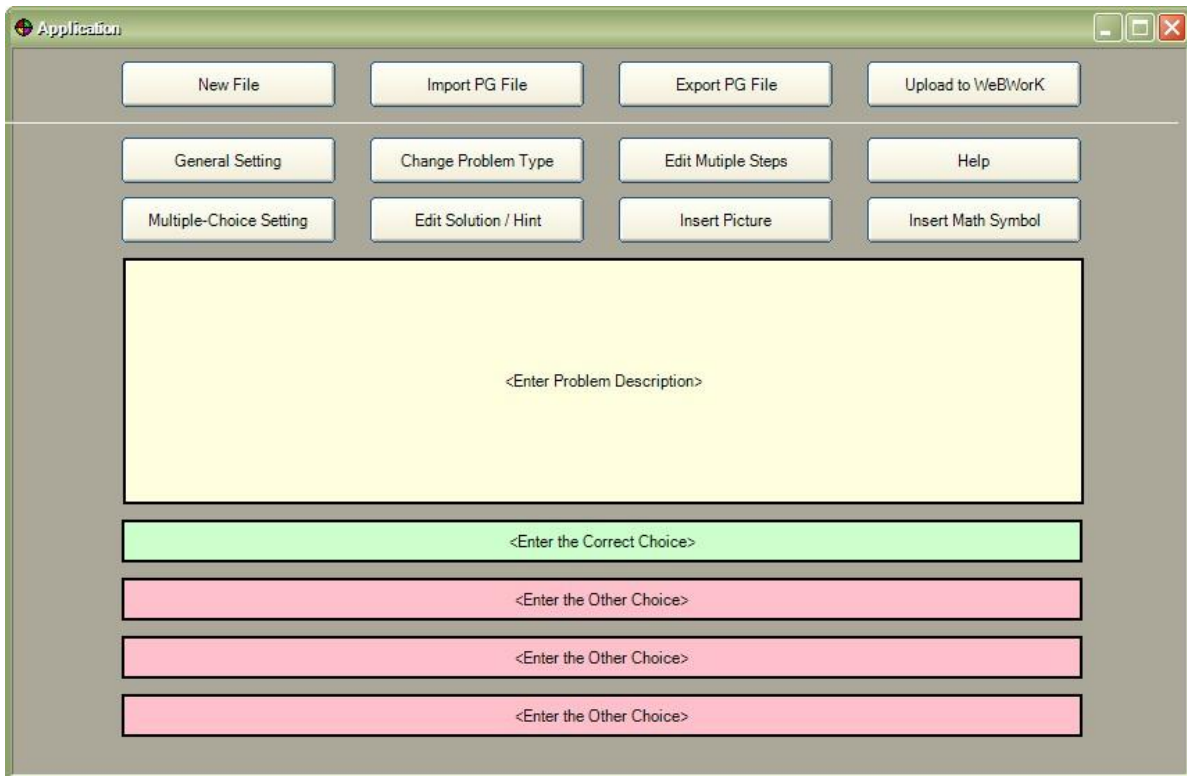 Application
New File Import PG File Export PG File Upload to WeBWorK
General Setting Change Problem Type Edit Mutiple Steps Help
Multiple-Choice Setting Edit Solution / Hint Insert Picture Insert Math Symbol
<Enter Problem Description>
<Enter the Correct Choice>
<Enter the Other Choice>
<Enter the Other Choice>
<Enter the Other Choice>